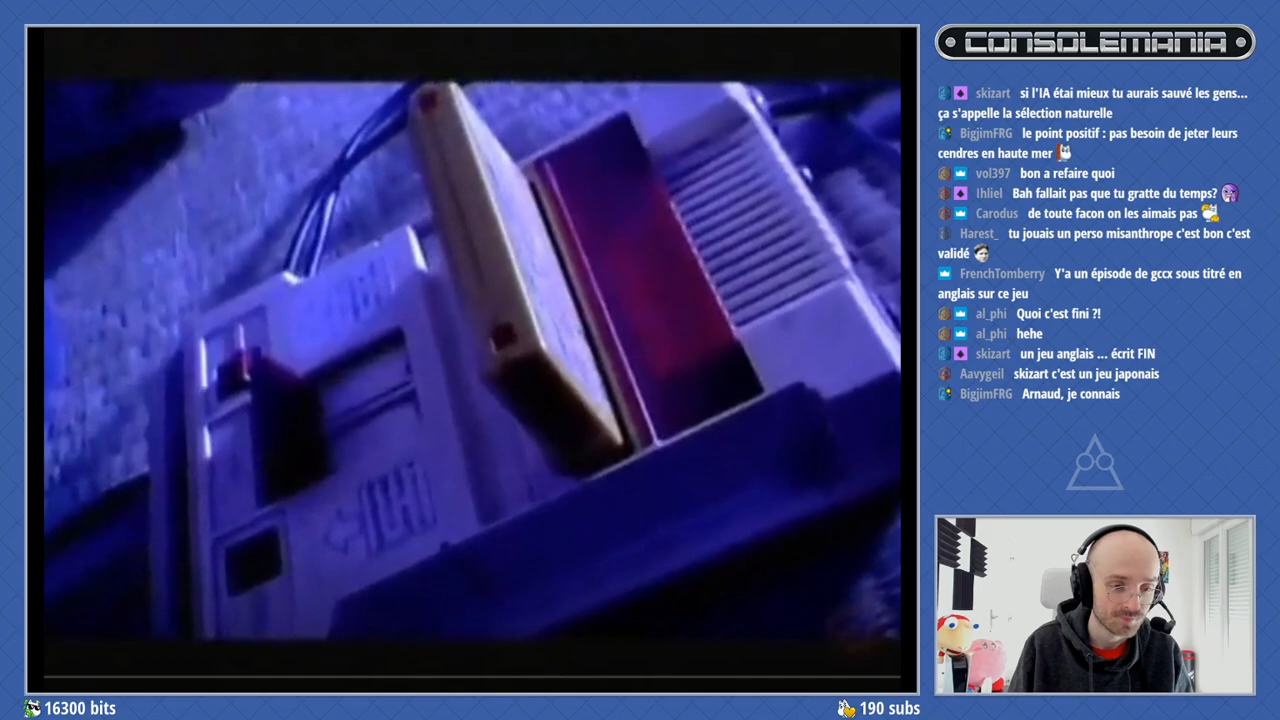 CONSOLEMANIA
skizart si l'IA étai mieux tu aurais sauvé les gens...
ça s'appelle la sélection naturelle
BigjimFRG le point positif : pas besoin de jeter leurs
cendres en haute mer
vol397 bon a refaire quoi
Ihliel Bah fallait pas que tu gratte du temps?
Carodus de toute facon on les aimais pas
Harest_ tu jouais un perso misanthrope c'est bon c'est
validé
FrenchTomberry Y'a un épisode de gccx sous titré en
anglais sur ce jeu
al_phi Quoi c'est fini ?!
al_phi hehe
skizart un jeu anglais ... écrit FIN
Aavygeil skizart c'est un jeu japonais
BigjimFRG Arnaud, je connais
16300 bits
190 subs